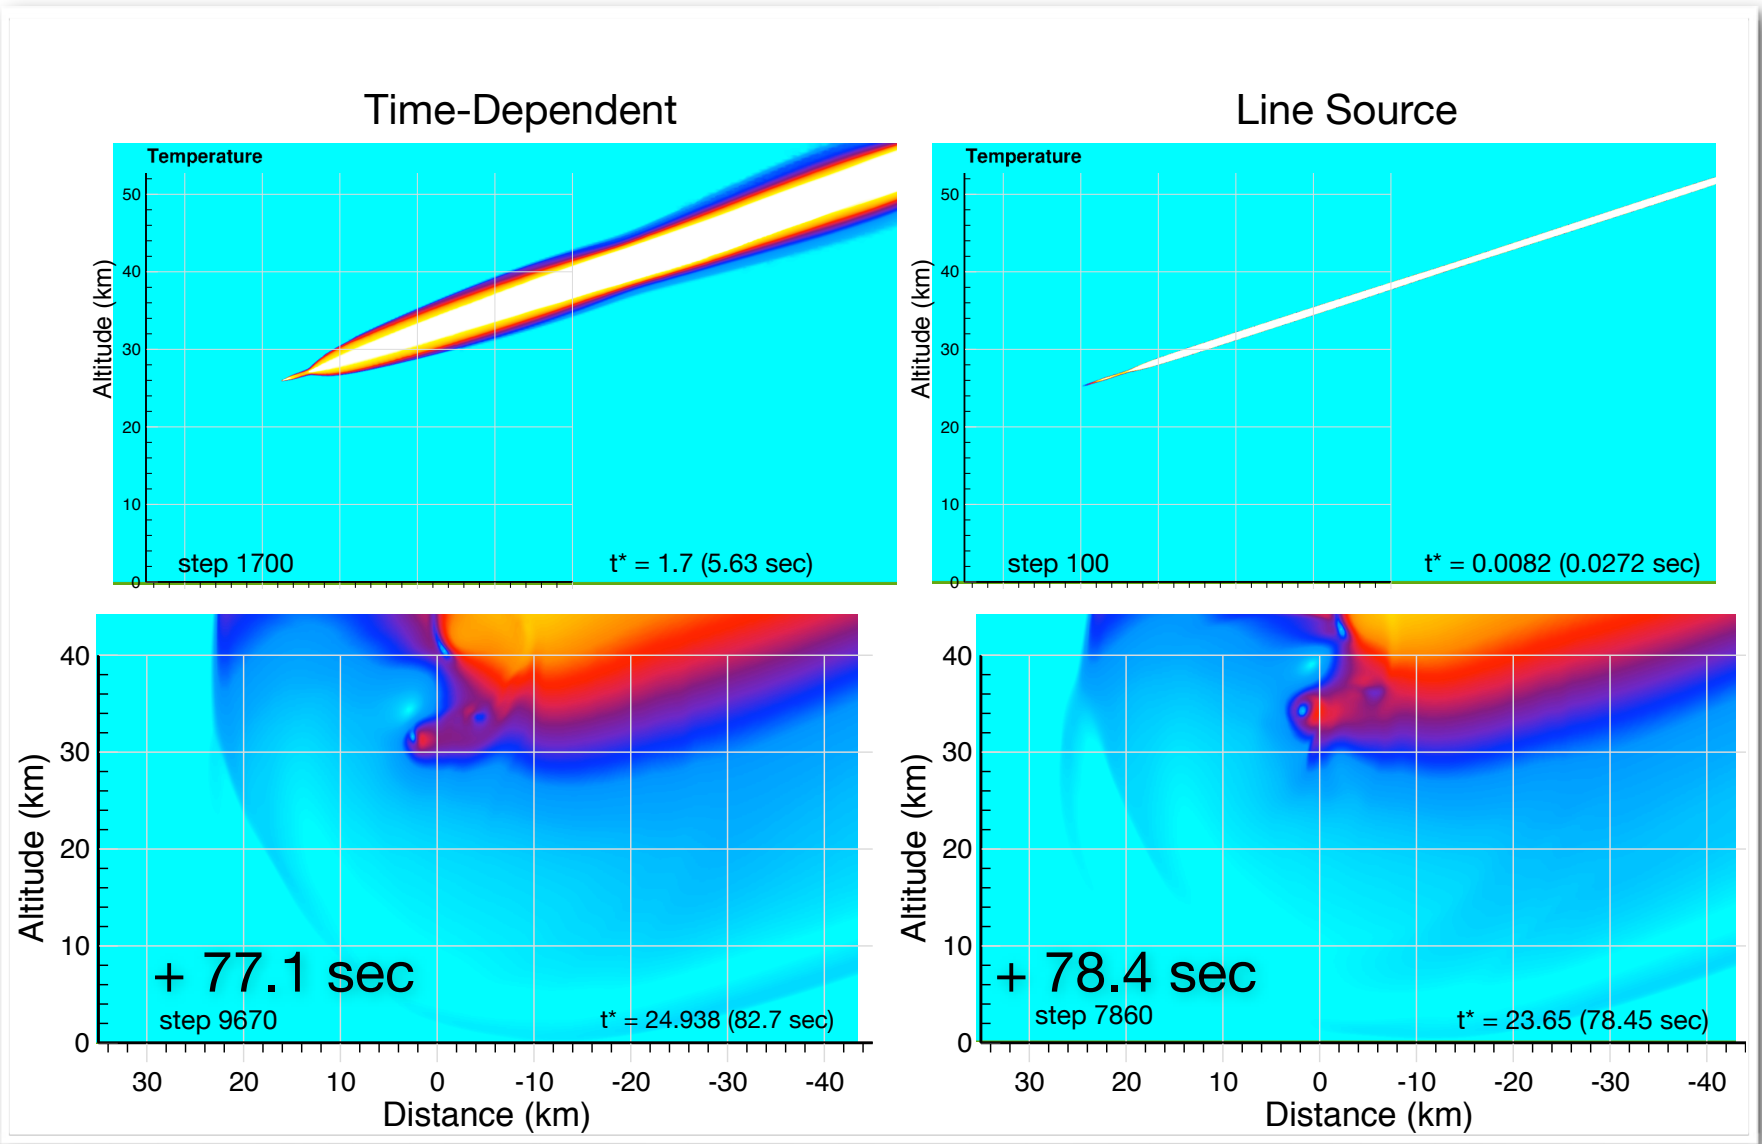 Time-Dependent
Line Source
Temperature
50
40
30
20
10
0
Altitude (km)
step 1700
t* = 1.7 (5.63 sec)
Temperature
50
40
30
20
10
0
Altitude (km)
step 100
t* = 0.0082 (0.0272 sec)
40
30
20
10
0
Altitude (km)
+ 77.1 sec
step 9670
t* = 24.938 (82.7 sec)
30 20 10 0 -10 -20 -30 -40
Distance (km)
40
30
20
10
0
Altitude (km)
+ 78.4 sec
step 7860
t* = 23.65 (78.45 sec)
30 20 10 0 -10 -20 -30 -40
Distance (km)